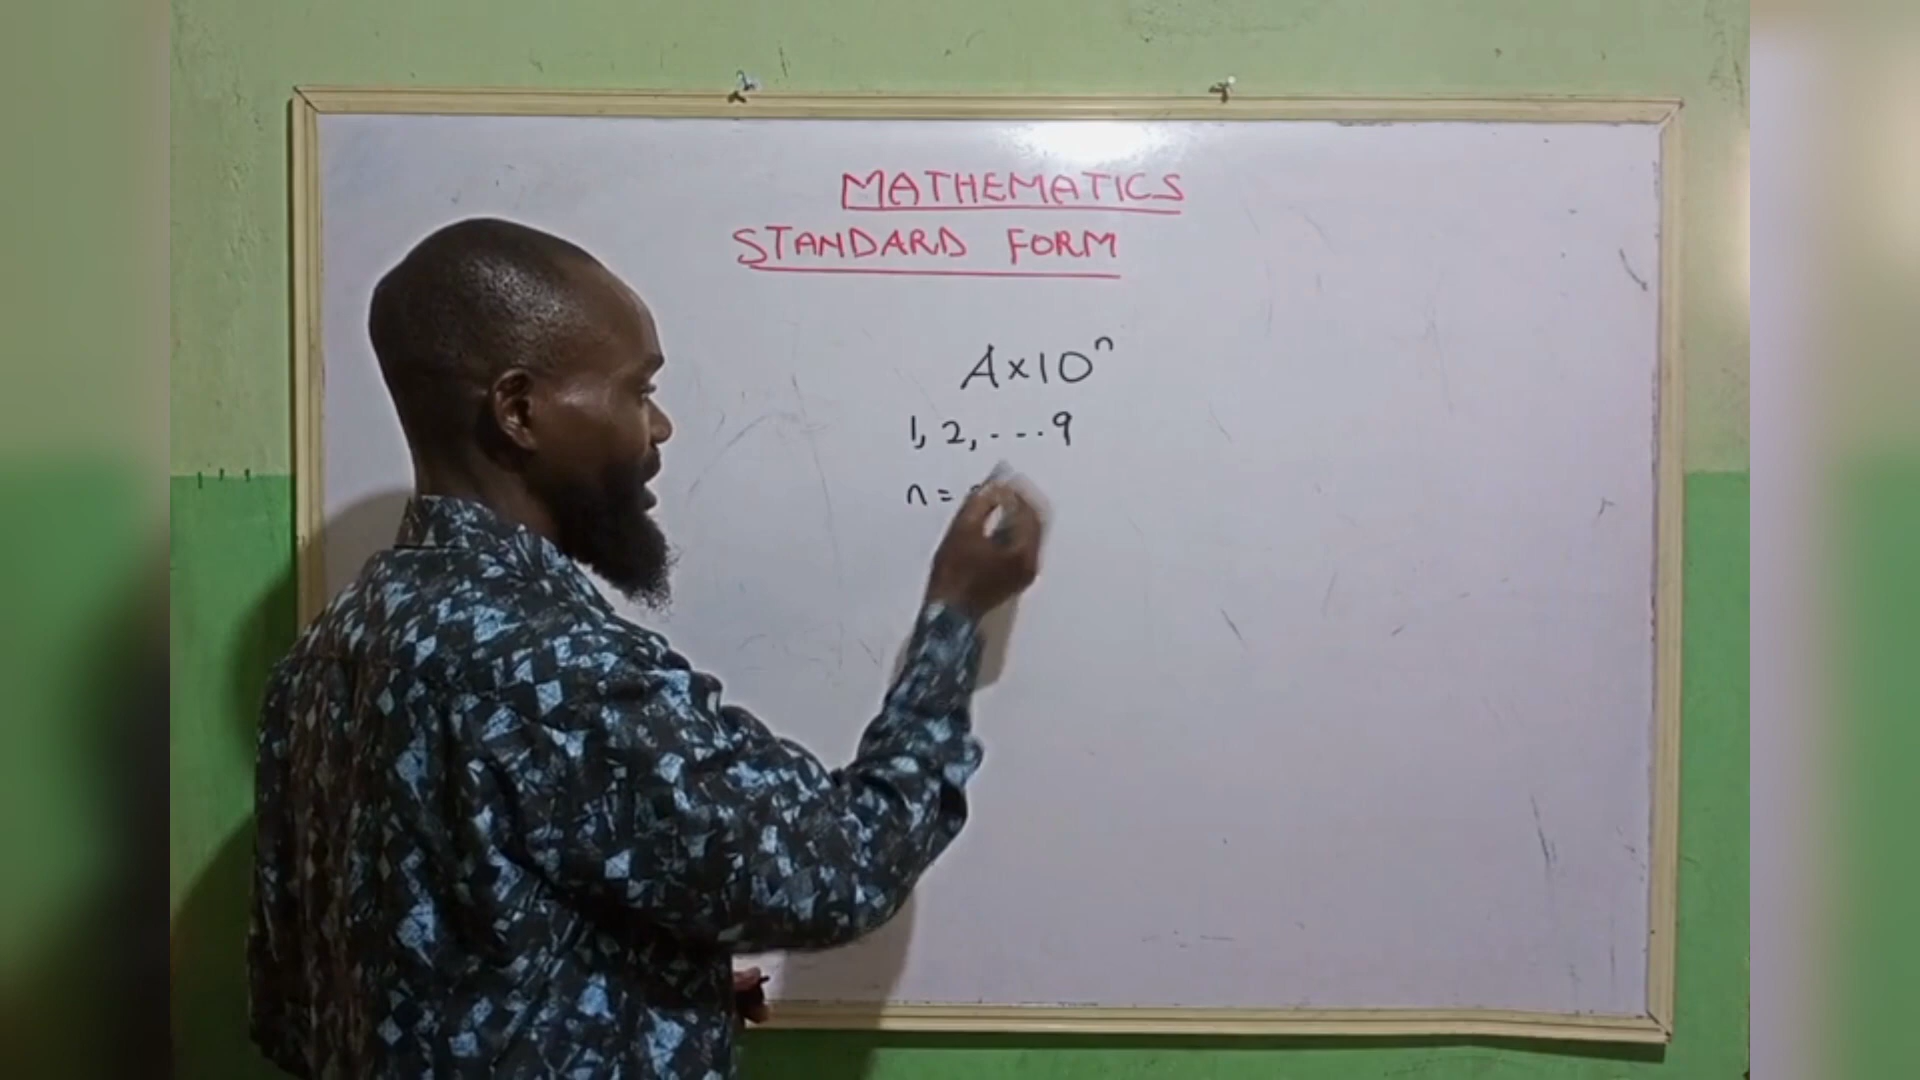 MATHEMATICS
STANDARD FORM
A×10ⁿ
1, 2, ...9
n =